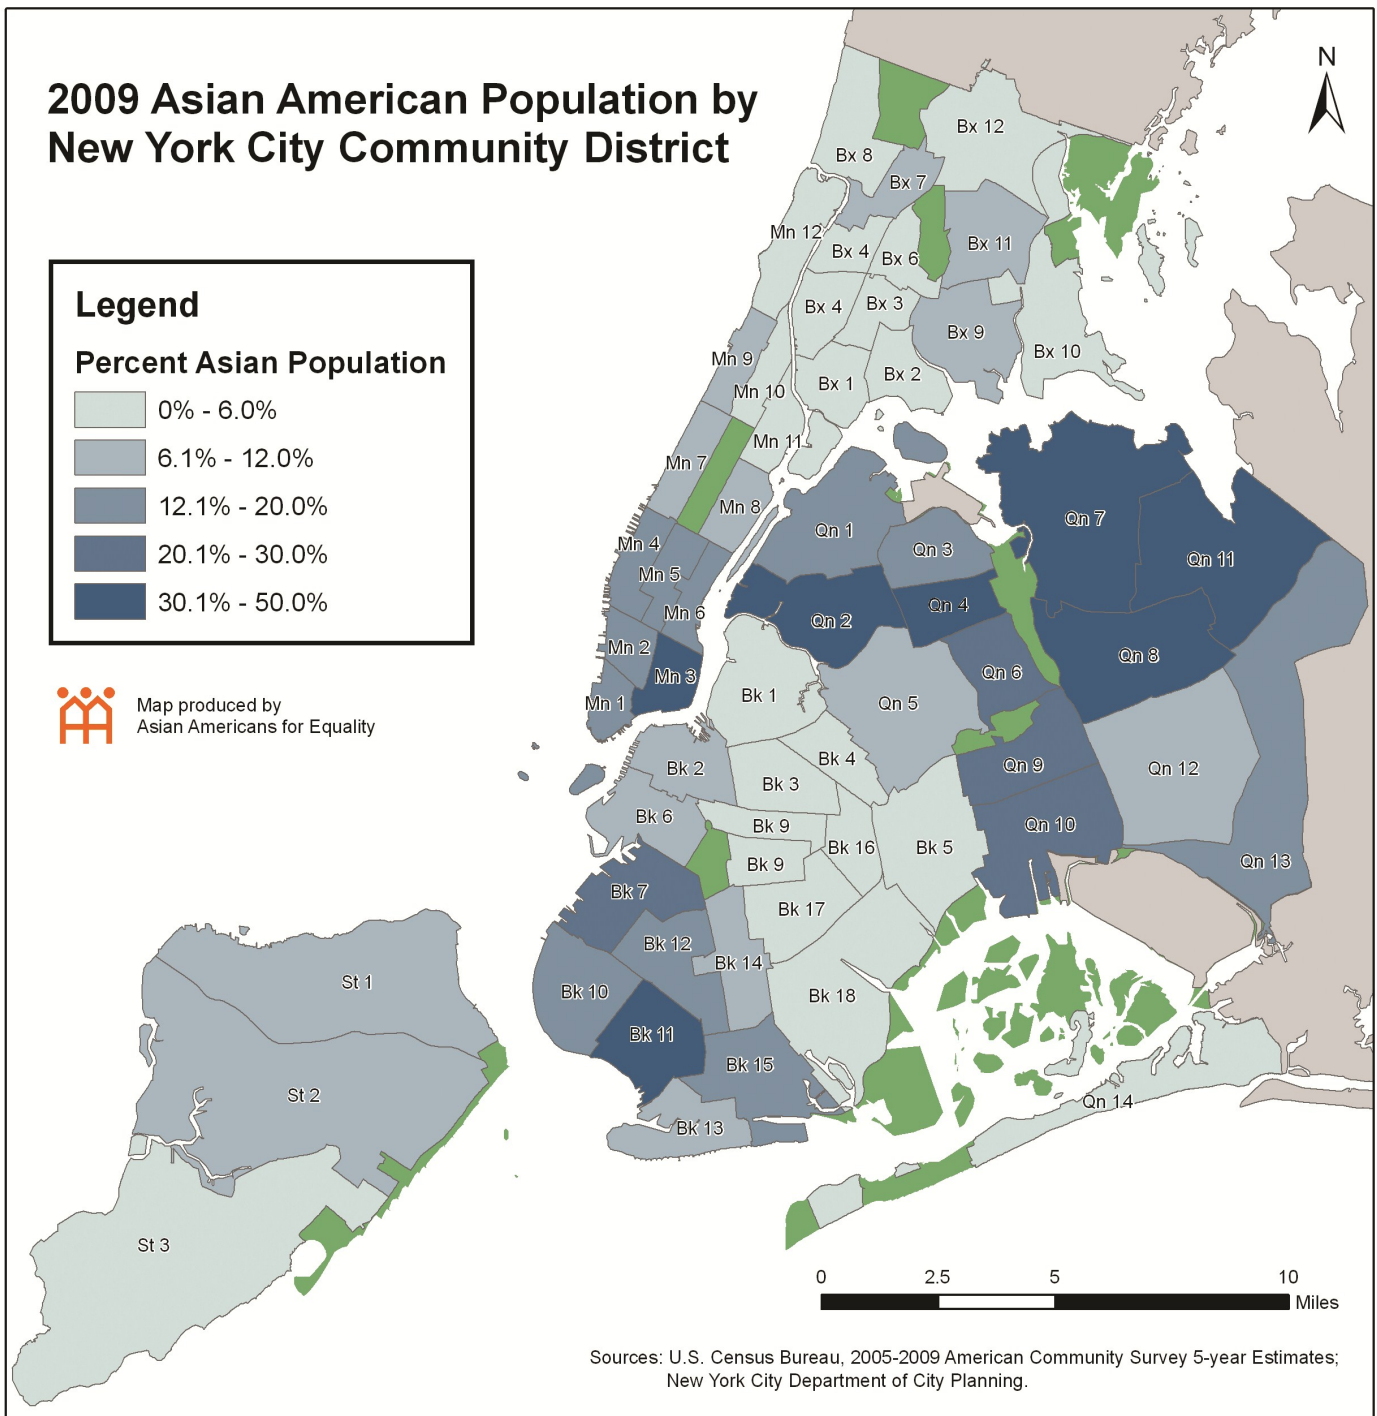 2009 Asian American Population by
New York City Community District
N
Legend
Percent Asian Population
0% - 6.0%
6.1% - 12.0%
12.1% - 20.0%
20.1% - 30.0%
30.1% - 50.0%
Map produced by
Asian Americans for Equality
Bx 12
Bx 8
Bx 7
Mn 12
Bx 4
Bx 6
Bx 11
Bx 4
Bx 3
Bx 9
Bx 10
Mn 9
Mn 10
Bx 1
Bx 2
Mn 11
Mn 7
Mn 8
Mn 4
Mn 5
Mn 6
Mn 2
Mn 3
Mn 1
Qn 1
Qn 3
Qn 7
Qn 11
Qn 2
Qn 4
Qn 8
Qn 6
Qn 5
Qn 9
Qn 12
Qn 10
Qn 13
Qn 14
Bk 1
Bk 2
Bk 4
Bk 3
Bk 6
Bk 9
Bk 16
Bk 5
Bk 9
Bk 7
Bk 17
Bk 12
Bk 14
Bk 10
Bk 18
Bk 11
Bk 15
Bk 13
St 1
St 2
St 3
0 2.5 5 10
Miles
Sources: U.S. Census Bureau, 2005-2009 American Community Survey 5-year Estimates;
New York City Department of City Planning.